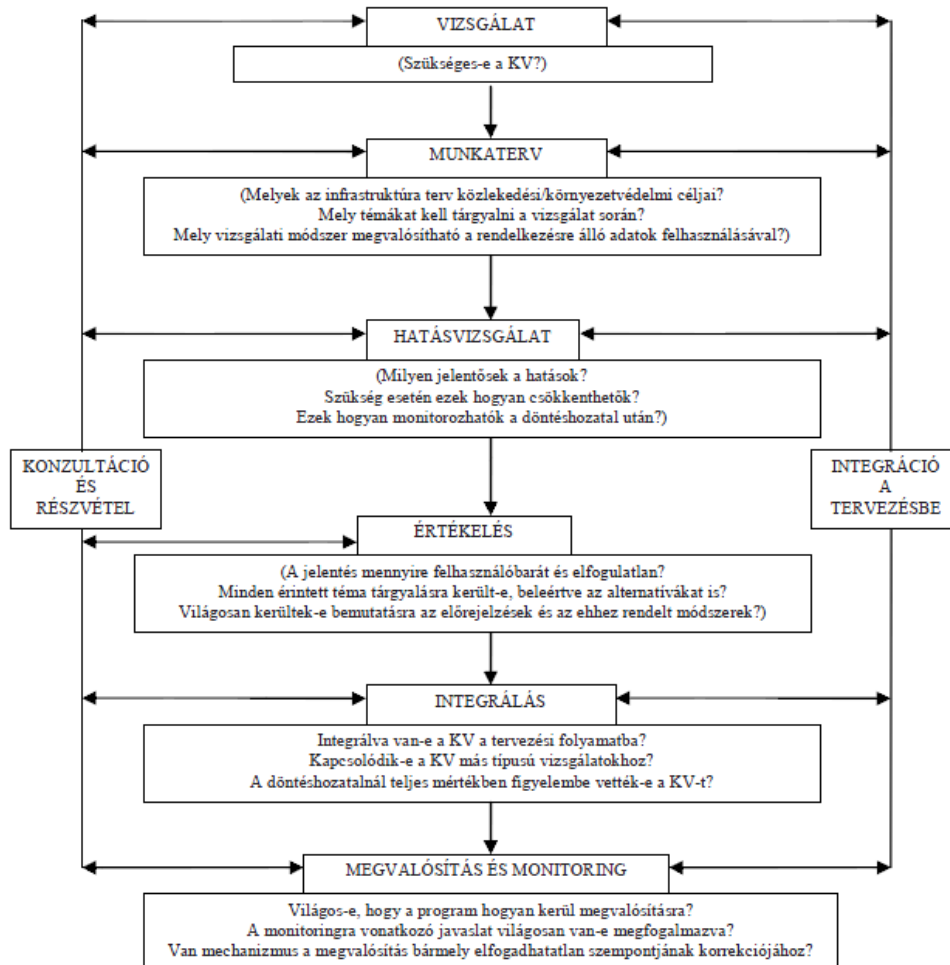 VIZSGÁLAT
(Szükséges-e a KV?)
MUNKATERV
(Melyek az infrastruktúra terv közlekedési/környezetvédelmi céljai?
Mely témákat kell tárgyalni a vizsgálat során?
Mely vizsgálati módszer megvalósítható a rendelkezésre álló adatok felhasználásával?)
HATÁSVIZSGÁLAT
(Milyen jelentősek a hatások?
Szükség esetén ezek hogyan csökkenthetők?
Ezek hogyan monitorozhatók a döntéshozatal után?)
KONZULTÁCIÓ
ÉS
RÉSZVÉTEL
INTEGRÁCIÓ
A
TERVEZÉSBE
ÉRTÉKELÉS
(A jelentés mennyire felhasználóbarát és elfogulatlan?
Minden érintett téma tárgyalásra került-e, beleértve az alternatívákat is?
Világosan kerültek-e bemutatásra az előrejelzések és az ehhez rendelt módszerek?)
INTEGRÁLÁS
Integrálva van-e a KV a tervezési folyamatba?
Kapcsolódik-e a KV más típusú vizsgálatokhoz?
A döntéshozatalnál teljes mértékben figyelembe vették-e a KV-t?
MEGVALÓSÍTÁS ÉS MONITORING
Világos-e, hogy a program hogyan kerül megvalósításra?
A monitoringra vonatkozó javaslat világosan van-e megfogalmazva?
Van mechanizmus a megvalósítás bármely elfogadhatatlan szempontjának korrekciójához?